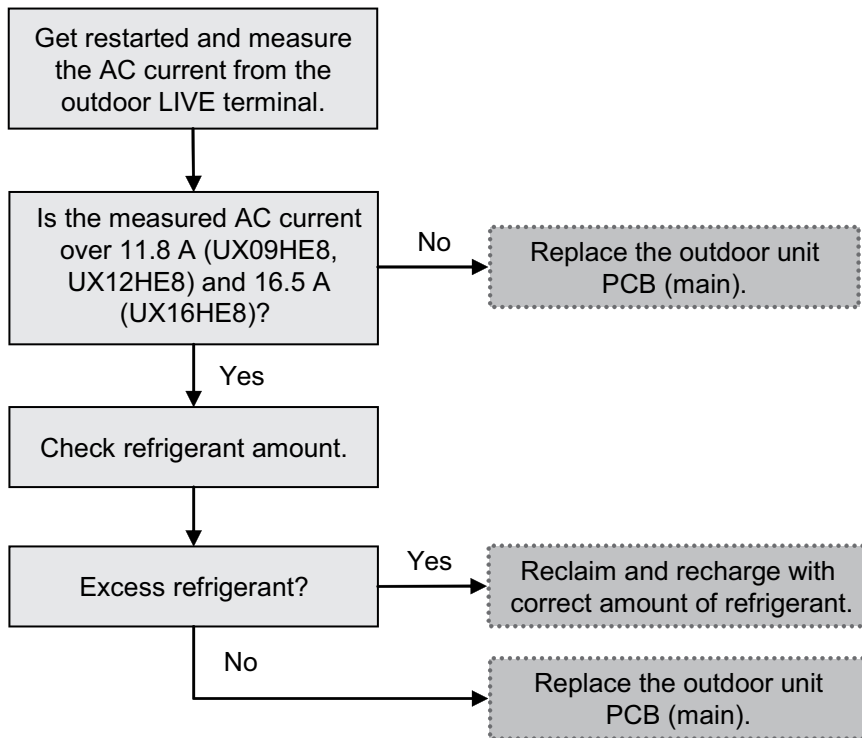 Get restarted and measure
the AC current from the
outdoor LIVE terminal.
Is the measured AC current
over 11.8 A (UX09HE8,
UX12HE8) and 16.5 A
(UX16HE8)?
No
Replace the outdoor unit
PCB (main).
Yes
Check refrigerant amount.
Excess refrigerant?
Yes
Reclaim and recharge with
correct amount of refrigerant.
No
Replace the outdoor unit
PCB (main).